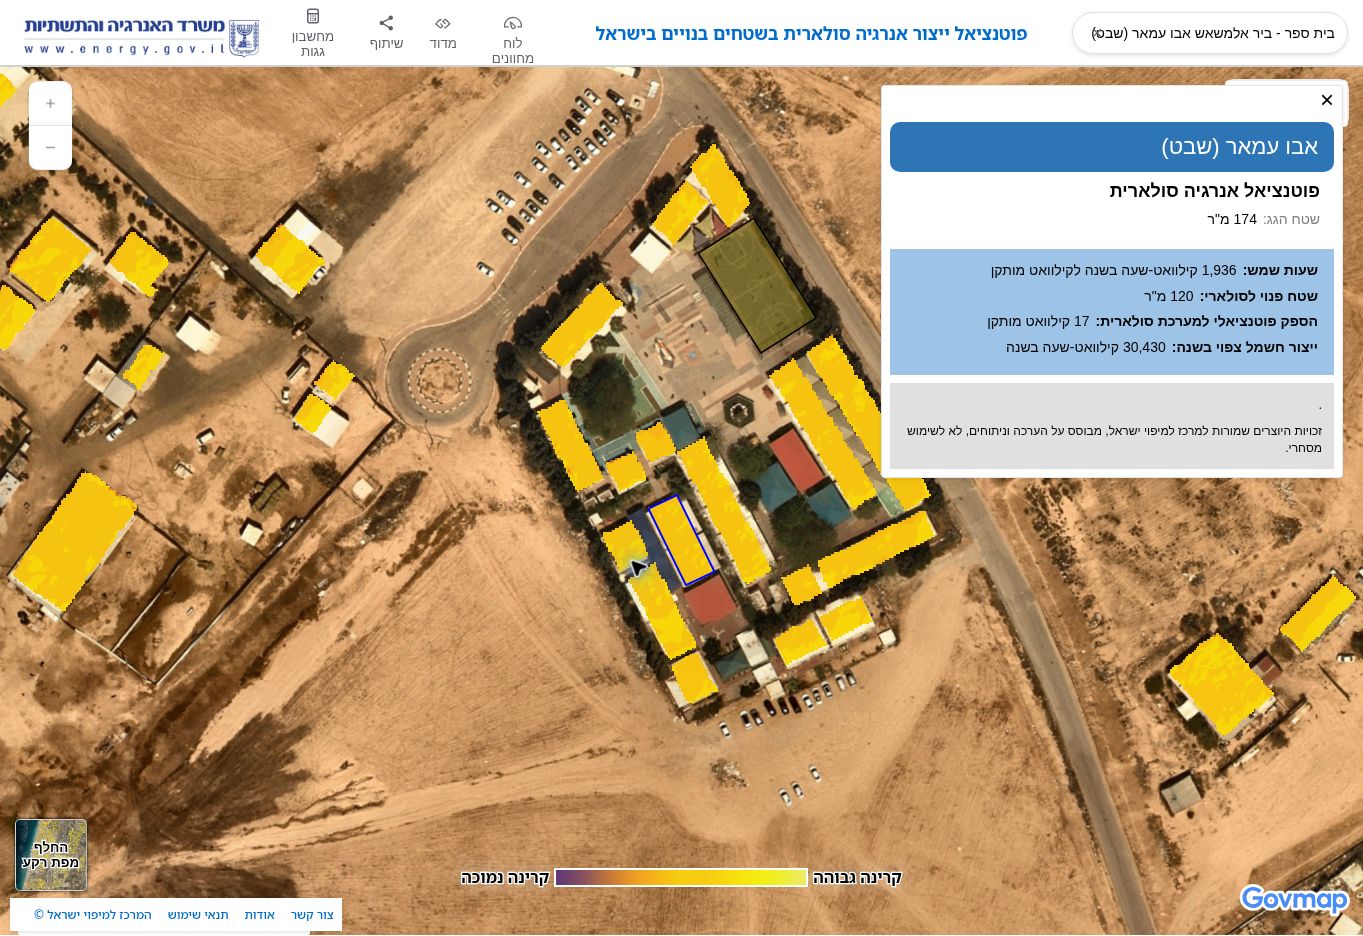 בית ספר - ביר אלמשאש אבו עמאר (שבט)
פוטנציאל ייצור אנרגיה סולארית בשטחים בנויים בישראל
לוח
מחוונים
מדוד
שיתוף
מחשבון
גגות
משרד האנרגיה והתשתיות
www.energy.gov.il
+
−
×
אבו עמאר (שבט)
פוטנציאל אנרגיה סולארית
שטח הגג: 174 מ"ר
שעות שמש: 1,936 קילוואט-שעה בשנה לקילוואט מותקן
שטח פנוי לסולארי: 120 מ"ר
הספק פוטנציאלי למערכת סולארית: 17 קילוואט מותקן
ייצור חשמל צפוי בשנה: 30,430 קילוואט-שעה בשנה
.
זכויות היוצרים שמורות למרכז למיפוי ישראל, מבוסס על הערכה וניתוחים, לא לשימוש
מסחרי.
החלף
מפת רקע
קרינה גבוהה
קרינה נמוכה
Govmap
צור קשר
אודות
תנאי שימוש
המרכז למיפוי ישראל ©